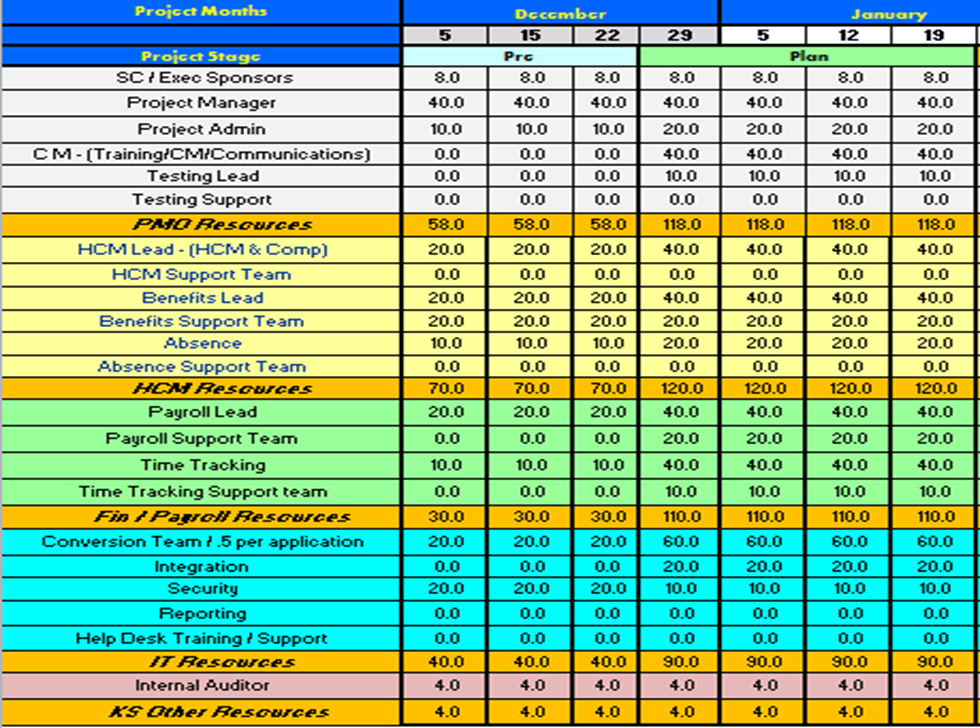 Project Months December January
5 15 22 29 5 12 19
Project Stage Pre Plan
SC / Exec Sponsors 8.0 8.0 8.0 8.0 8.0 8.0 8.0
Project Manager 40.0 40.0 40.0 40.0 40.0 40.0 40.0
Project Admin 10.0 10.0 10.0 20.0 20.0 20.0 20.0
C M - (Training/CM/Communications) 0.0 0.0 0.0 40.0 40.0 40.0 40.0
Testing Lead 0.0 0.0 0.0 10.0 10.0 10.0 10.0
Testing Support 0.0 0.0 0.0 0.0 0.0 0.0 0.0
PMO Resources 58.0 58.0 58.0 118.0 118.0 118.0 118.0
HCM Lead - (HCM & Comp) 20.0 20.0 20.0 40.0 40.0 40.0 40.0
HCM Support Team 0.0 0.0 0.0 0.0 0.0 0.0 0.0
Benefits Lead 20.0 20.0 20.0 40.0 40.0 40.0 40.0
Benefits Support Team 20.0 20.0 20.0 20.0 20.0 20.0 20.0
Absence 10.0 10.0 10.0 20.0 20.0 20.0 20.0
Absence Support Team 0.0 0.0 0.0 0.0 0.0 0.0 0.0
HCM Resources 70.0 70.0 70.0 120.0 120.0 120.0 120.0
Payroll Lead 20.0 20.0 20.0 40.0 40.0 40.0 40.0
Payroll Support Team 0.0 0.0 0.0 20.0 20.0 20.0 20.0
Time Tracking 10.0 10.0 10.0 40.0 40.0 40.0 40.0
Time Tracking Support team 0.0 0.0 0.0 10.0 10.0 10.0 10.0
Fin / Payroll Resources 30.0 30.0 30.0 110.0 110.0 110.0 110.0
Conversion Team / .5 per application 20.0 20.0 20.0 60.0 60.0 60.0 60.0
Integration 0.0 0.0 0.0 20.0 20.0 20.0 20.0
Security 20.0 20.0 20.0 10.0 10.0 10.0 10.0
Reporting 0.0 0.0 0.0 0.0 0.0 0.0 0.0
Help Desk Training / Support 0.0 0.0 0.0 0.0 0.0 0.0 0.0
IT Resources 40.0 40.0 40.0 90.0 90.0 90.0 90.0
Internal Auditor 4.0 4.0 4.0 4.0 4.0 4.0 4.0
KS Other Resources 4.0 4.0 4.0 4.0 4.0 4.0 4.0